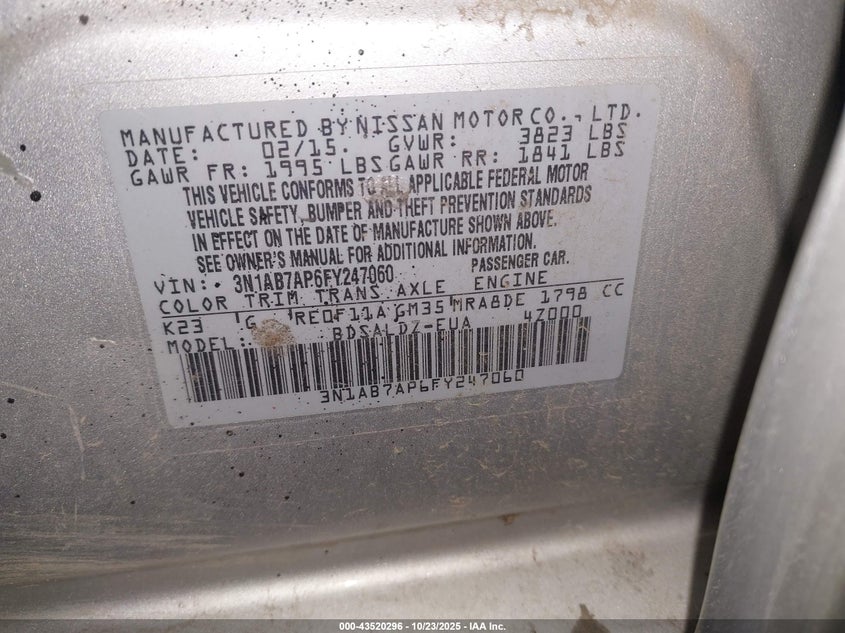 MANUFACTURED BY NISSAN MOTOR CO., LTD.
DATE: 02/15. GVWR: 3823 LBS
GAWR FR: 1995 LBS GAWR RR: 1841 LBS
THIS VEHICLE CONFORMS TO ALL APPLICABLE FEDERAL MOTOR
VEHICLE SAFETY, BUMPER AND THEFT PREVENTION STANDARDS
IN EFFECT ON THE DATE OF MANUFACTURE SHOWN ABOVE.
SEE OWNER'S MANUAL FOR ADDITIONAL INFORMATION.
VIN: 3N1AB7AP6FY247060 PASSENGER CAR.
COLOR TRIM TRANS AXLE ENGINE
K23 G RE0F11A GM35 MRA8DE 1798 CC
MODEL: BDSALDZ-EUA 4Z000
3N1AB7AP6FY247060
000-43520296 - 10/23/2025 - IAA Inc.